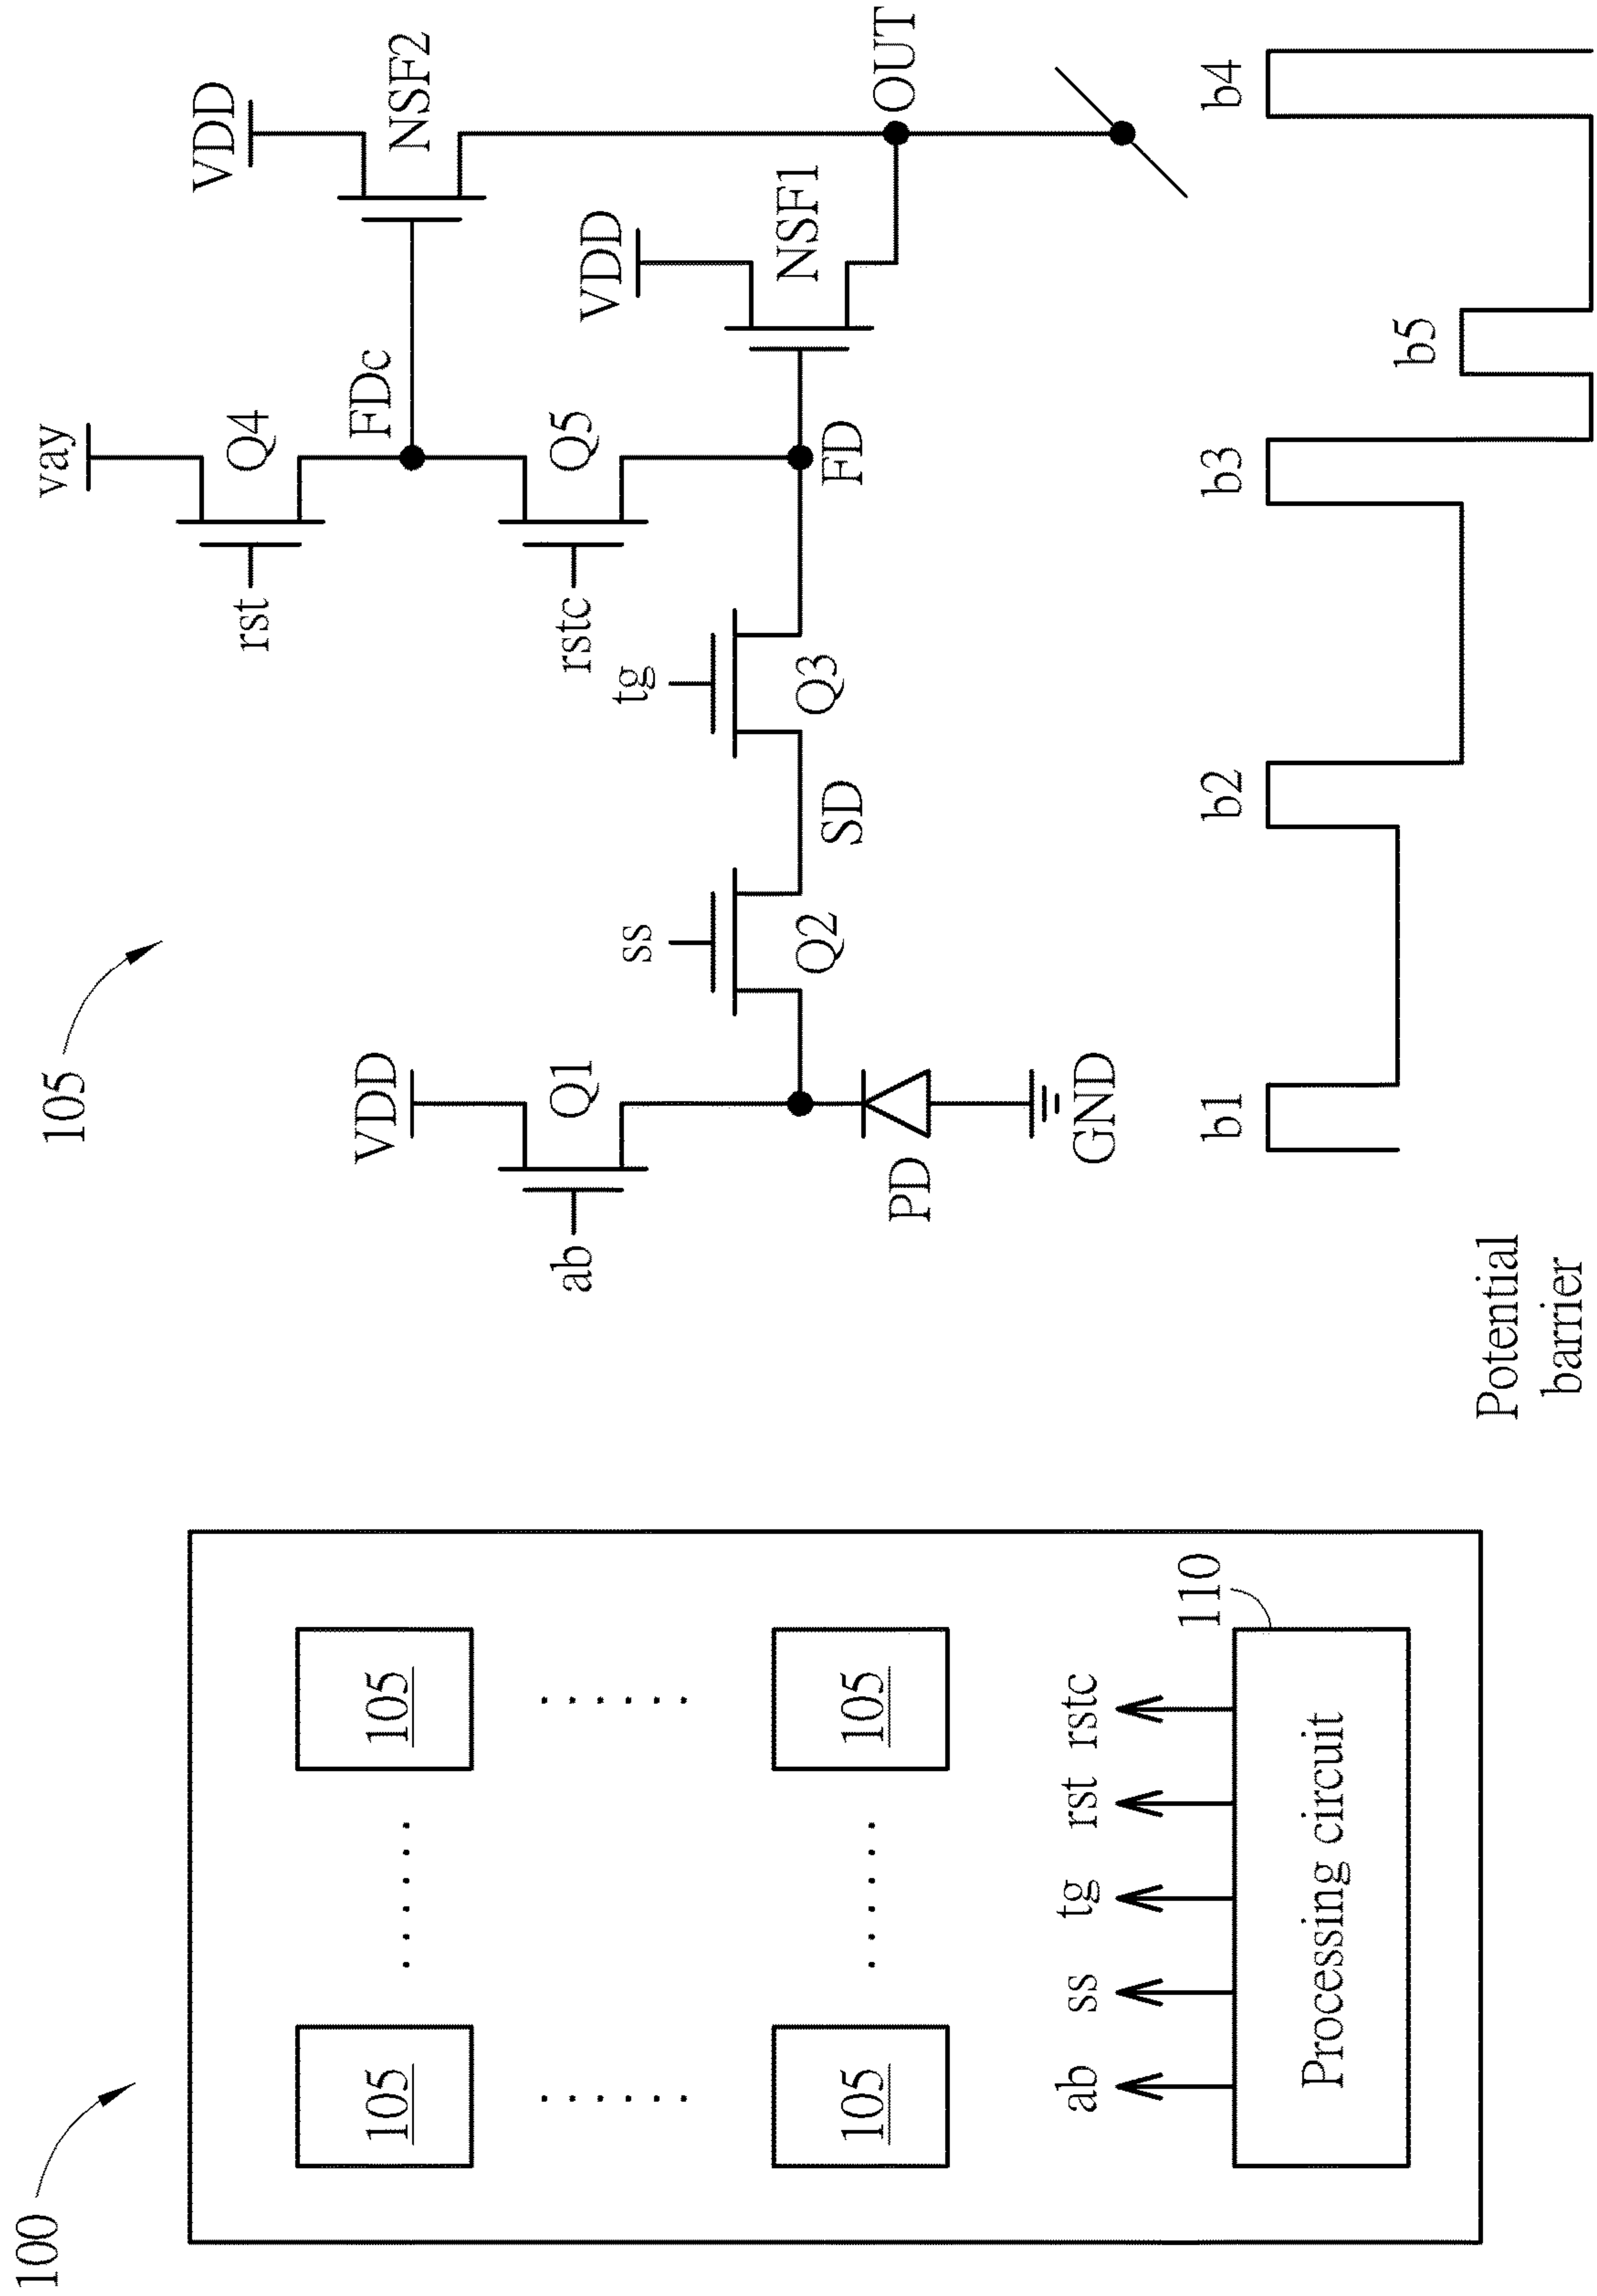 100
105
105
105
105
ab
ss
tg
rst
rstc
110
Processing circuit
105
vay
VDD
rst
Q4
FDc
NSF2
VDD
ab
Q1
rstc
Q5
VDD
NSF1
ss
tg
Q2
SD
Q3
FD
OUT
PD
GND
Potential
barrier
b1
b2
b3
b5
b4
VDD